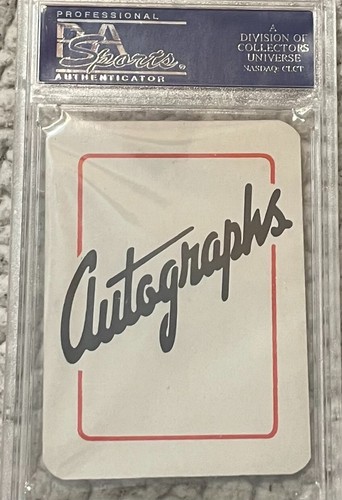 PROFESSIONAL
PSA
Sports®
AUTHENTICATOR
A
DIVISION OF
COLLECTORS
UNIVERSE
NASDAQ: CLCT
Autographs